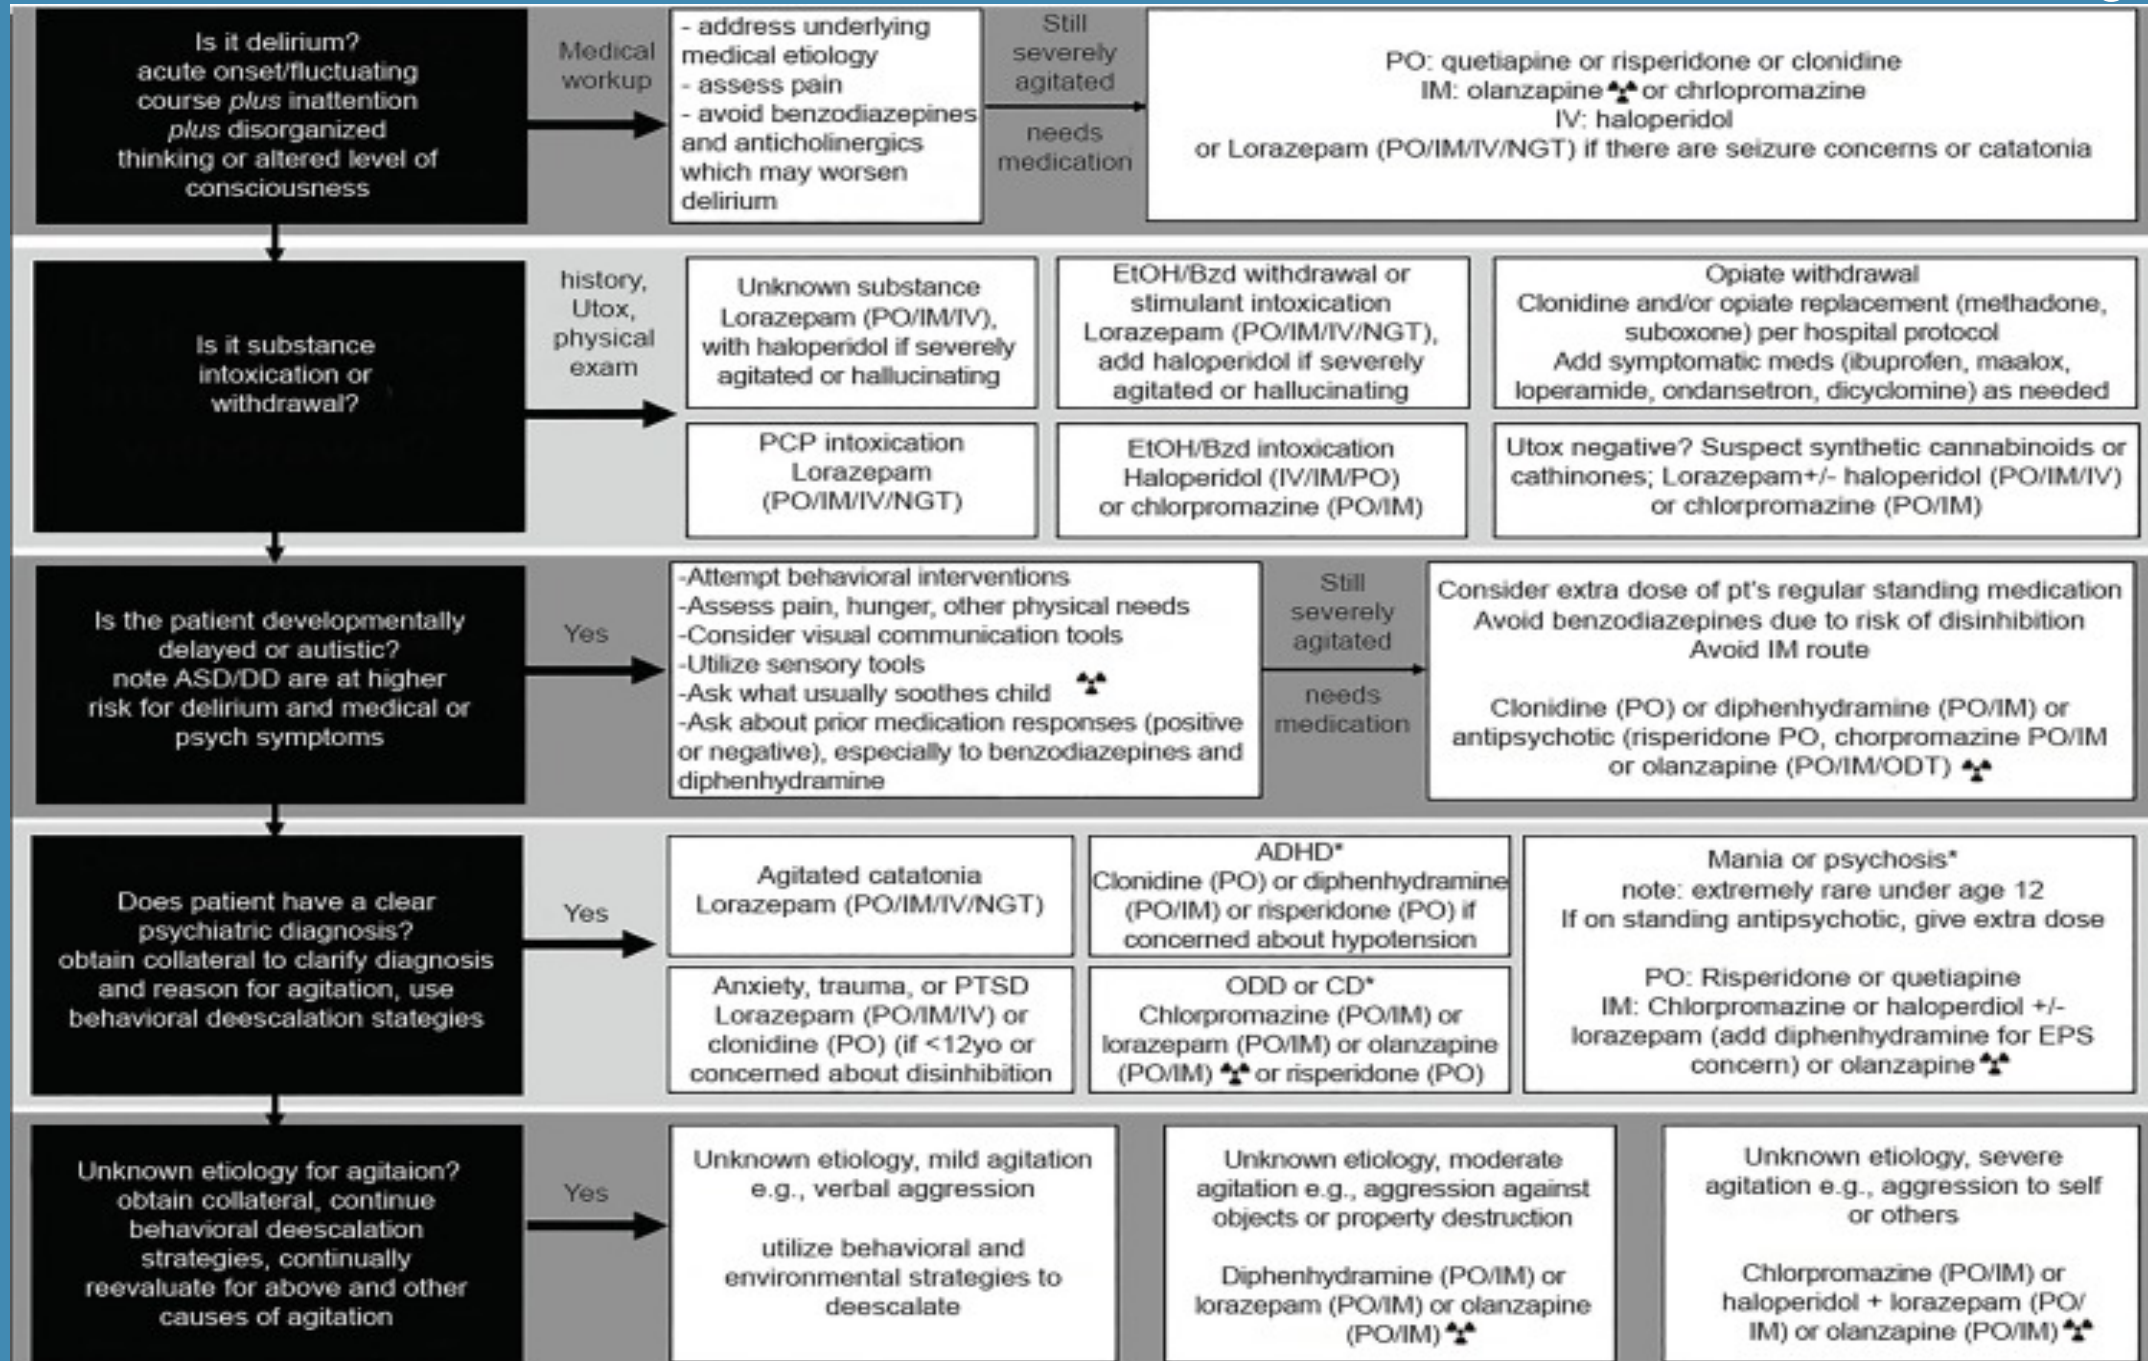 Is it delirium?
acute onset/fluctuating
course plus inattention
plus disorganized
thinking or altered level of
consciousness
Medical
workup
- address underlying
medical etiology
- assess pain
- avoid benzodiazepines
and anticholinergics
which may worsen
delirium
Still
severely
agitated
needs
medication
PO: quetiapine or risperidone or clonidine
IM: olanzapine or chrlopromazine
IV: haloperidol
or Lorazepam (PO/IM/IV/NGT) if there are seizure concerns or catatonia
Is it substance
intoxication or
withdrawal?
history,
Utox,
physical
exam
Unknown substance
Lorazepam (PO/IM/IV),
with haloperidol if severely
agitated or hallucinating
EtOH/Bzd withdrawal or
stimulant intoxication
Lorazepam (PO/IM/IV/NGT),
add haloperidol if severely
agitated or hallucinating
Opiate withdrawal
Clonidine and/or opiate replacement (methadone,
suboxone) per hospital protocol
Add symptomatic meds (ibuprofen, maalox,
loperamide, ondansetron, dicyclomine) as needed
PCP intoxication
Lorazepam
(PO/IM/IV/NGT)
EtOH/Bzd intoxication
Haloperidol (IV/IM/PO)
or chlorpromazine (PO/IM)
Utox negative? Suspect synthetic cannabinoids or
cathinones; Lorazepam+/- haloperidol (PO/IM/IV)
or chlorpromazine (PO/IM)
Is the patient developmentally
delayed or autistic?
note ASD/DD are at higher
risk for delirium and medical or
psych symptoms
Yes
-Attempt behavioral interventions
-Assess pain, hunger, other physical needs
-Consider visual communication tools
-Utilize sensory tools
-Ask what usually soothes child
-Ask about prior medication responses (positive
or negative), especially to benzodiazepines and
diphenhydramine
Still
severely
agitated
needs
medication
Consider extra dose of pt's regular standing medication
Avoid benzodiazepines due to risk of disinhibition
Avoid IM route
Clonidine (PO) or diphenhydramine (PO/IM) or
antipsychotic (risperidone PO, chorpromazine PO/IM
or olanzapine (PO/IM/ODT)
Does patient have a clear
psychiatric diagnosis?
obtain collateral to clarify diagnosis
and reason for agitation, use
behavioral deescalation stategies
Yes
Agitated catatonia
Lorazepam (PO/IM/IV/NGT)
ADHD*
Clonidine (PO) or diphenhydramine
(PO/IM) or risperidone (PO) if
concerned about hypotension
Mania or psychosis*
note: extremely rare under age 12
If on standing antipsychotic, give extra dose
PO: Risperidone or quetiapine
IM: Chlorpromazine or haloperdiol +/-
lorazepam (add diphenhydramine for EPS
concern) or olanzapine
Anxiety, trauma, or PTSD
Lorazepam (PO/IM/IV) or
clonidine (PO) (if <12yo or
concerned about disinhibition
ODD or CD*
Chlorpromazine (PO/IM) or
lorazepam (PO/IM) or olanzapine
(PO/IM) or risperidone (PO)
Unknown etiology for agitaion?
obtain collateral, continue
behavioral deescalation
strategies, continually
reevaluate for above and other
causes of agitation
Yes
Unknown etiology, mild agitation
e.g., verbal aggression
utilize behavioral and
environmental strategies to
deescalate
Unknown etiology, moderate
agitation e.g., aggression against
objects or property destruction
Diphenhydramine (PO/IM) or
lorazepam (PO/IM) or olanzapine
(PO/IM)
Unknown etiology, severe
agitation e.g., aggression to self
or others
Chlorpromazine (PO/IM) or
haloperidol + lorazepam (PO/
IM) or olanzapine (PO/IM)